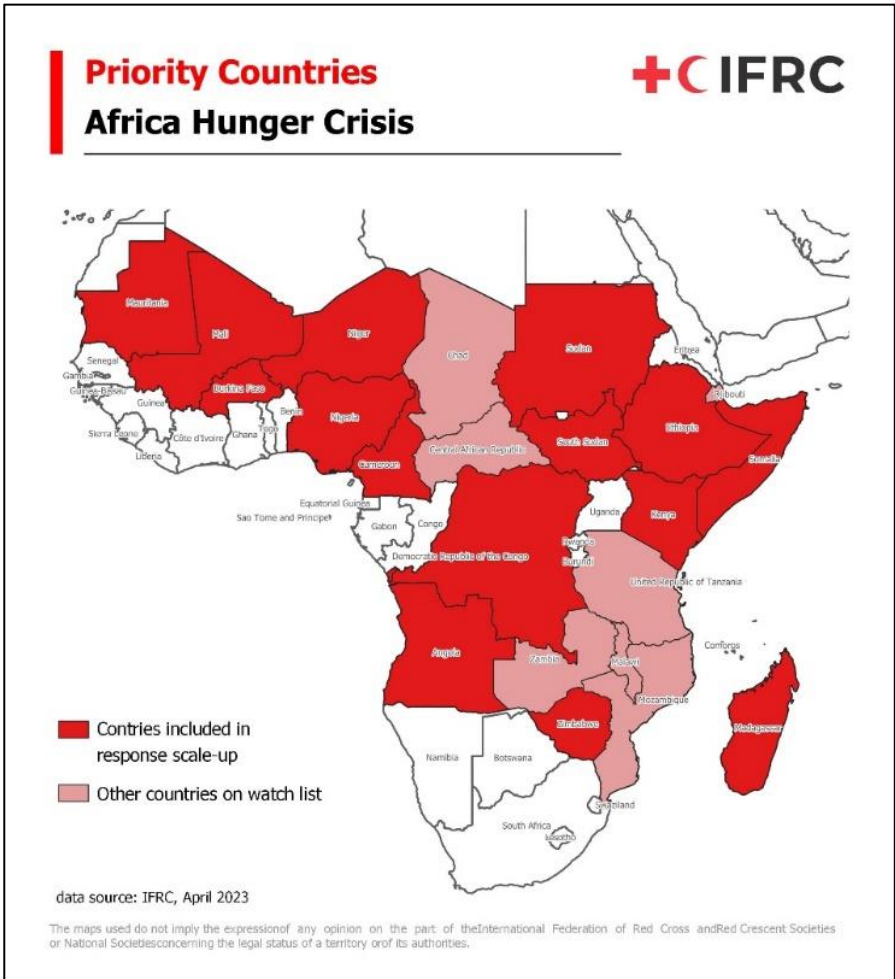 Priority Countries
Africa Hunger Crisis
IFRC
Mauritania
Mali
Niger
Chad
Sudan
Eritrea
Senegal
Gambia
Guinea-Bissau
Guinea
Burkina Faso
Benin
Nigeria
Djibouti
Ethiopia
Sierra Leone
Côte d'Ivoire
Ghana
Togo
Liberia
Cameroon
Central African Republic
South Sudan
Somalia
Equatorial Guinea
Sao Tome and Principe
Gabon
Congo
Uganda
Kenya
Rwanda
Democratic Republic of the Congo
Burundi
United Republic of Tanzania
Angola
Zambia
Malawi
Comoros
Mozambique
Zimbabwe
Madagascar
Namibia
Botswana
Swaziland
South Africa
Lesotho
Contries included in
response scale-up
Other countries on watch list
data source: IFRC, April 2023
The maps used do not imply the expressionof any opinion on the part of theInternational Federation of Red Cross andRed Crescent Societies
or National Societiesconcerning the legal status of a territory orof its authorities.